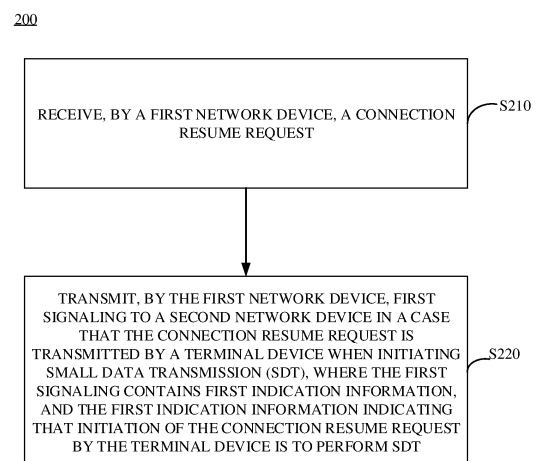 200
RECEIVE, BY A FIRST NETWORK DEVICE, A CONNECTION
RESUME REQUEST
S210
TRANSMIT, BY THE FIRST NETWORK DEVICE, FIRST
SIGNALING TO A SECOND NETWORK DEVICE IN A CASE
THAT THE CONNECTION RESUME REQUEST IS
TRANSMITTED BY A TERMINAL DEVICE WHEN INITIATING
SMALL DATA TRANSMISSION (SDT), WHERE THE FIRST
SIGNALING CONTAINS FIRST INDICATION INFORMATION,
AND THE FIRST INDICATION INFORMATION INDICATING
THAT INITIATION OF THE CONNECTION RESUME REQUEST
BY THE TERMINAL DEVICE IS TO PERFORM SDT
S220